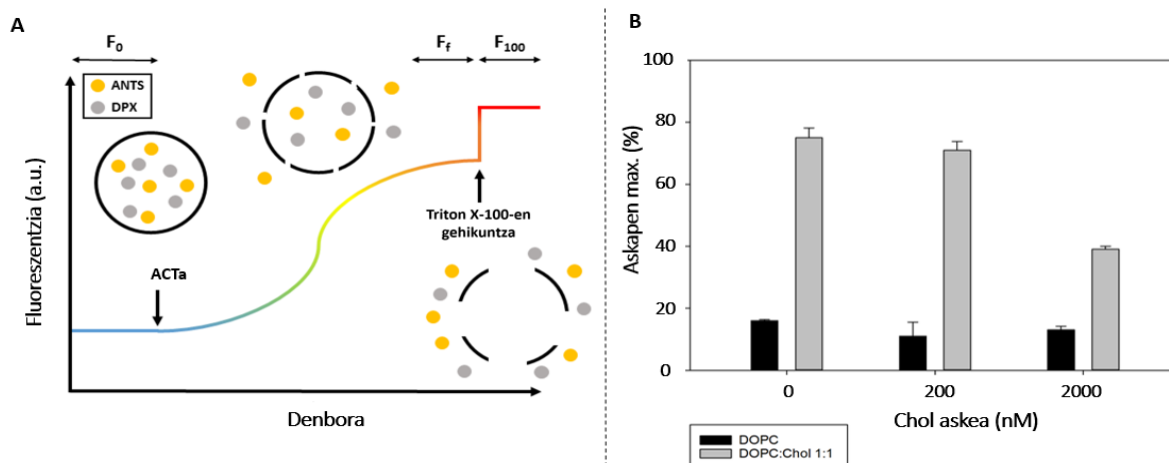 A
F0
Ff
F100
ANTS
DPX
Fluoreszentzia (a.u.)
ACTa
Triton X-100-en
gehikuntza
Denbora
B
Askapen max. (%)
100
80
60
40
20
0
0
200
2000
Chol askea (nM)
DOPC
DOPC:Chol 1:1